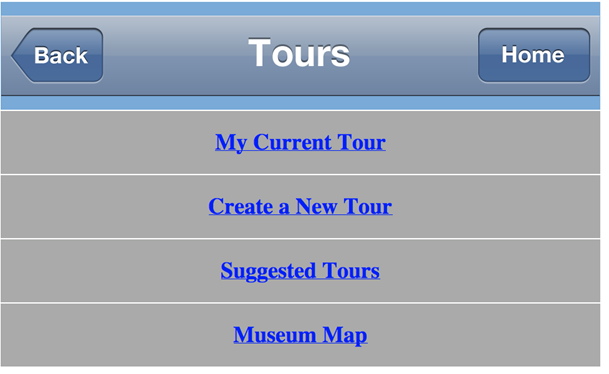 Back Tours Home
My Current Tour
Create a New Tour
Suggested Tours
Museum Map